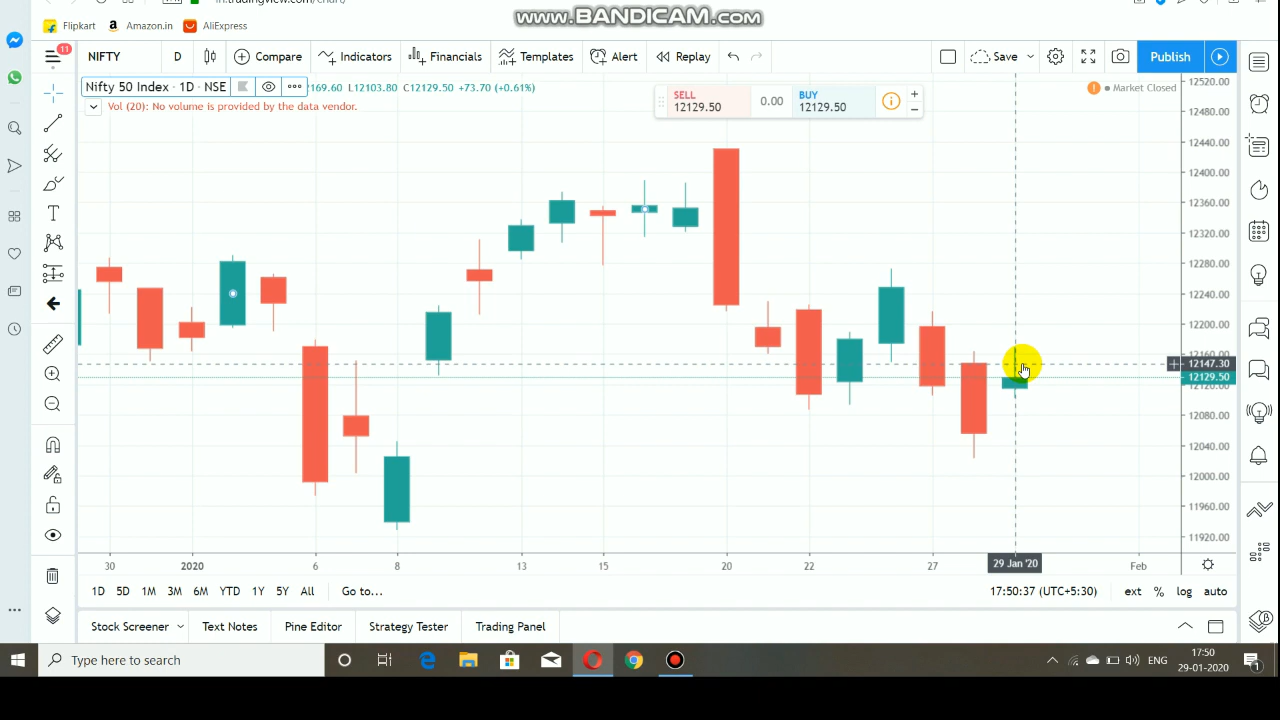 www.BANDICAM.com
Flipkart
Amazon.in
AliExpress
11
NIFTY
D
Compare
Indicators
Financials
Templates
Alert
Replay
Save
Publish
Nifty 50 Index · 1D · NSE
169.60 L12103.80 C12129.50 +73.70 (+0.61%)
Vol (20): No volume is provided by the data vendor.
SELL
12129.50
0.00
BUY
12129.50
Market Closed
12520.00
12480.00
12440.00
12400.00
12360.00
12320.00
12280.00
12240.00
12200.00
12160.00
12147.30
12129.50
12120.00
12080.00
12040.00
12000.00
11960.00
11920.00
30
2020
6
8
13
15
20
22
27
29 Jan '20
Feb
1D
5D
1M
3M
6M
YTD
1Y
5Y
All
Go to...
17:50:37 (UTC+5:30)
ext
%
log
auto
Stock Screener
Text Notes
Pine Editor
Strategy Tester
Trading Panel
Type here to search
ENG
17:50
29-01-2020
1